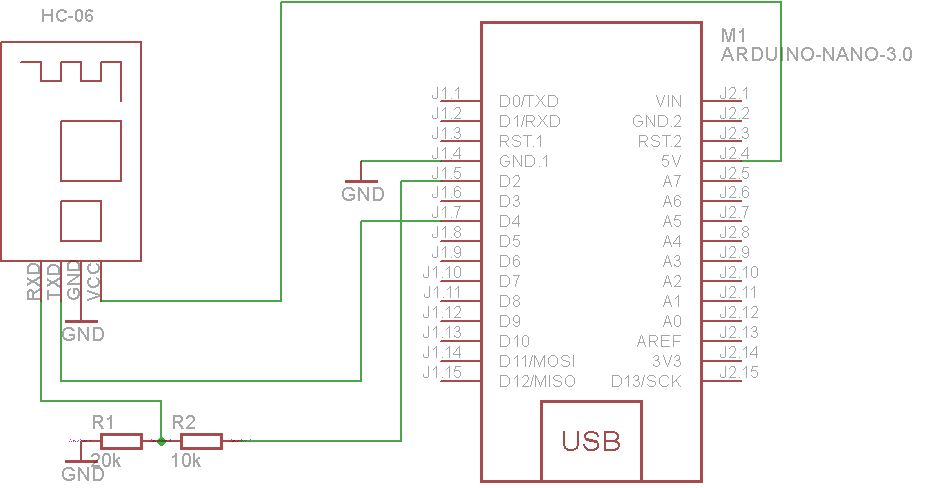 HC-06
RXD
TXD
GND
VCC
GND
GND
R1
20k
R2
10k
GND
M1
ARDUINO-NANO-3.0
J1.1 D0/TXD VIN J2.1
J1.2 D1/RXD GND.2 J2.2
J1.3 RST.1 RST.2 J2.3
J1.4 GND.1 5V J2.4
J1.5 D2 A7 J2.5
J1.6 D3 A6 J2.6
J1.7 D4 A5 J2.7
J1.8 D5 A4 J2.8
J1.9 D6 A3 J2.9
J1.10 D7 A2 J2.10
J1.11 D8 A1 J2.11
J1.12 D9 A0 J2.12
J1.13 D10 AREF J2.13
J1.14 D11/MOSI 3V3 J2.14
J1.15 D12/MISO D13/SCK J2.15
USB